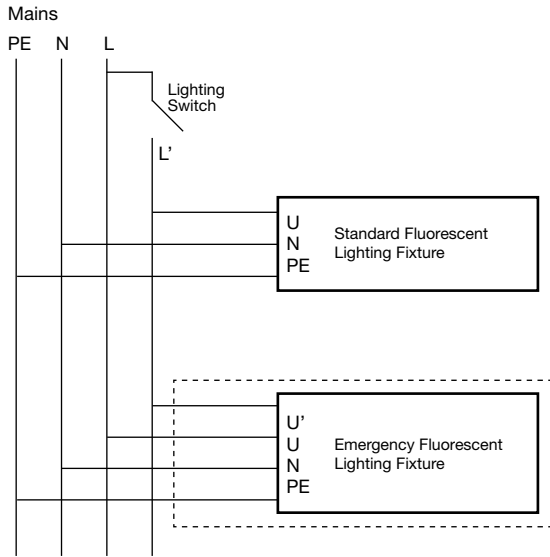 Mains
PE N L
Lighting
Switch
L'
U
N
PE
Standard Fluorescent
Lighting Fixture
U'
U
N
PE
Emergency Fluorescent
Lighting Fixture